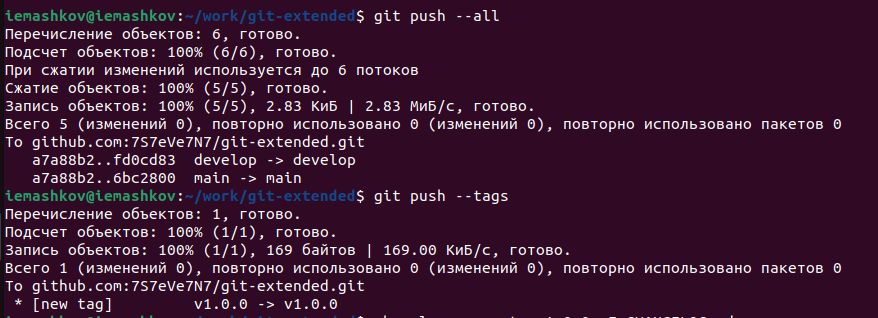 iemashkov@iemashkov:~/work/git-extended$ git push --all
Перечисление объектов: 6, готово.
Подсчет объектов: 100% (6/6), готово.
При сжатии изменений используется до 6 потоков
Сжатие объектов: 100% (5/5), готово.
Запись объектов: 100% (5/5), 2.83 КиБ | 2.83 МиБ/с, готово.
Всего 5 (изменений 0), повторно использовано 0 (изменений 0), повторно использовано пакетов 0
To github.com:7S7eVe7N7/git-extended.git
   a7a88b2..fd0cd83  develop -> develop
   a7a88b2..6bc2800  main -> main
iemashkov@iemashkov:~/work/git-extended$ git push --tags
Перечисление объектов: 1, готово.
Подсчет объектов: 100% (1/1), готово.
Запись объектов: 100% (1/1), 169 байтов | 169.00 КиБ/с, готово.
Всего 1 (изменений 0), повторно использовано 0 (изменений 0), повторно использовано пакетов 0
To github.com:7S7eVe7N7/git-extended.git
 * [new tag]         v1.0.0 -> v1.0.0